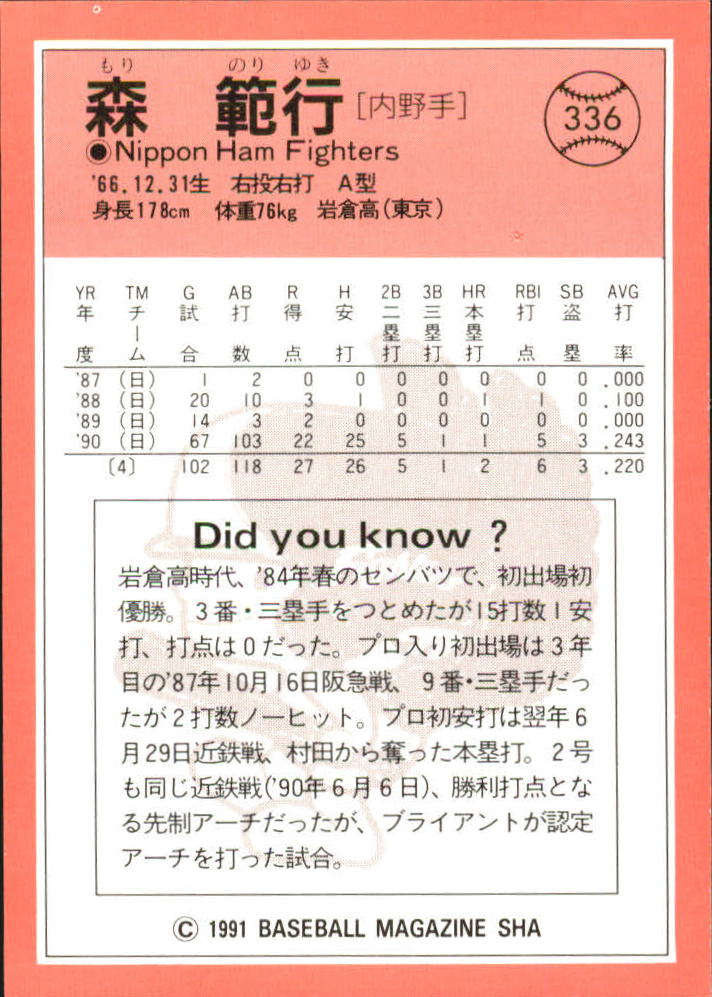 もり のり ゆき
森 範行 [内野手] 336
◉Nippon Ham Fighters
'66.12.31生 右投右打 A型
身長178cm 体重76kg 岩倉高(東京)
YR TM G AB R H 2B 3B HR RBI SB AVG
年度 チーム 試合 打数 得点 安打 二塁打 三塁打 本塁打 打点 盗塁 打率
'87 (日) 1 2 0 0 0 0 0 0 0 .000
'88 (日) 20 10 3 1 0 0 1 1 0 .100
'89 (日) 14 3 2 0 0 0 0 0 0 .000
'90 (日) 67 103 22 25 5 1 1 5 3 .243
〔4〕 102 118 27 26 5 1 2 6 3 .220
Did you know ?
岩倉高時代、'84年春のセンバツで、初出場初
優勝。3番・三塁手をつとめたが15打数1安
打、打点は0だった。プロ入り初出場は3年
目の'87年10月16日阪急戦、9番・三塁手だっ
たが2打数ノーヒット。プロ初安打は翌年6
月29日近鉄戦、村田から奪った本塁打。2号
も同じ近鉄戦('90年6月6日)、勝利打点とな
る先制アーチだったが、ブライアントが認定
アーチを打った試合。
© 1991 BASEBALL MAGAZINE SHA